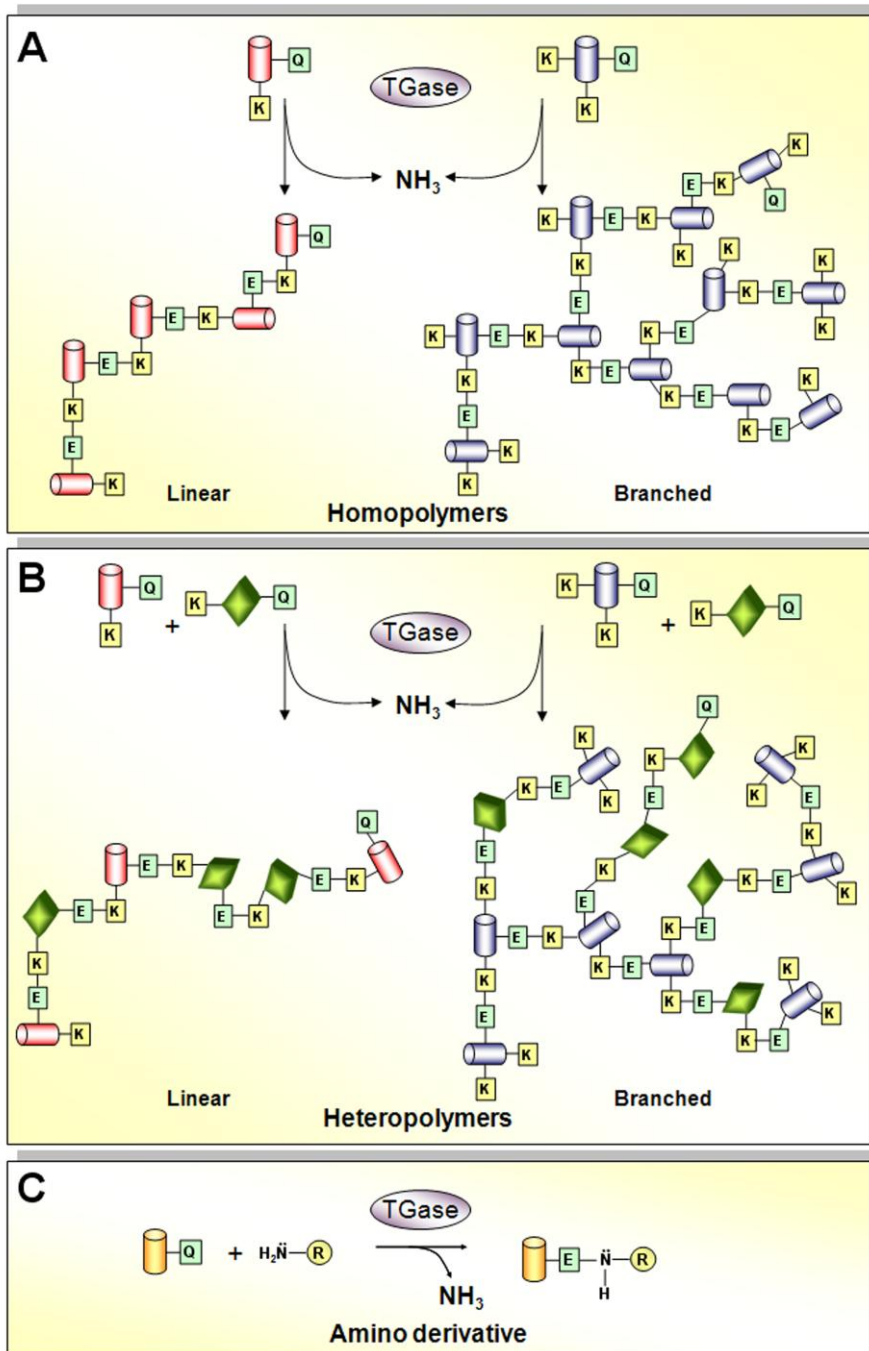 A
Q K Q
TGase
K K
NH₃
K
E K
Q
K E K
Q
K
K
K
K
E K
K E
E
E K
K
K E
K E K
E K
K E
K
K
K E
K
E
K E
E
K
K K
Linear Branched
Homopolymers
B
Q K Q
K Q K Q
+ +
K K
TGase
NH₃
Q
K
K
K
K
K E
K
E
E
K
Q
K
E
E K
K E
K
K
K E
K
E K
E
E K
K E
E K
K E
K
K
K
E
K E
K
E
E
K
K E
K
K
K
Linear Branched
Heteropolymers
C
TGase
Q + H₂N̈ R E N̈ R
H
NH₃
Amino derivative